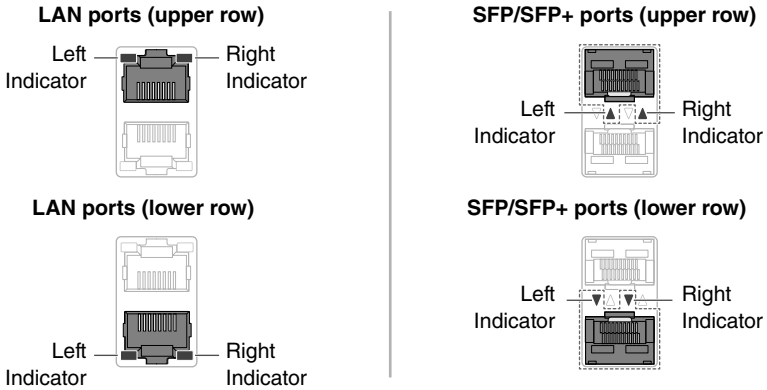 LAN ports (upper row)
Left
Indicator
Right
Indicator
SFP/SFP+ ports (upper row)
Left
Indicator
Right
Indicator
LAN ports (lower row)
Left
Indicator
Right
Indicator
SFP/SFP+ ports (lower row)
Left
Indicator
Right
Indicator